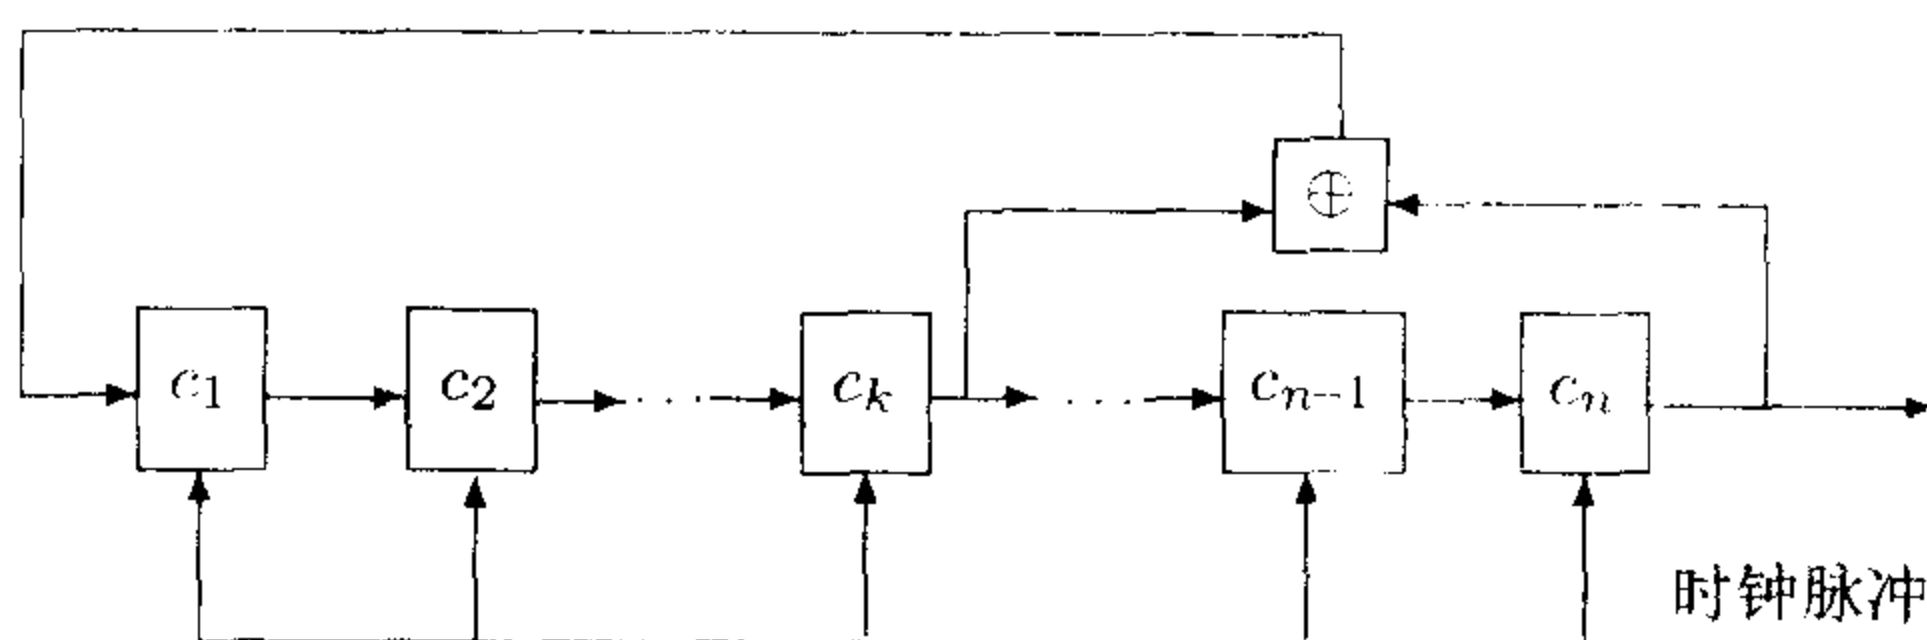 ⊕
c₁ c₂ . . . cₖ . . . cₙ₋₁ cₙ
时钟脉冲